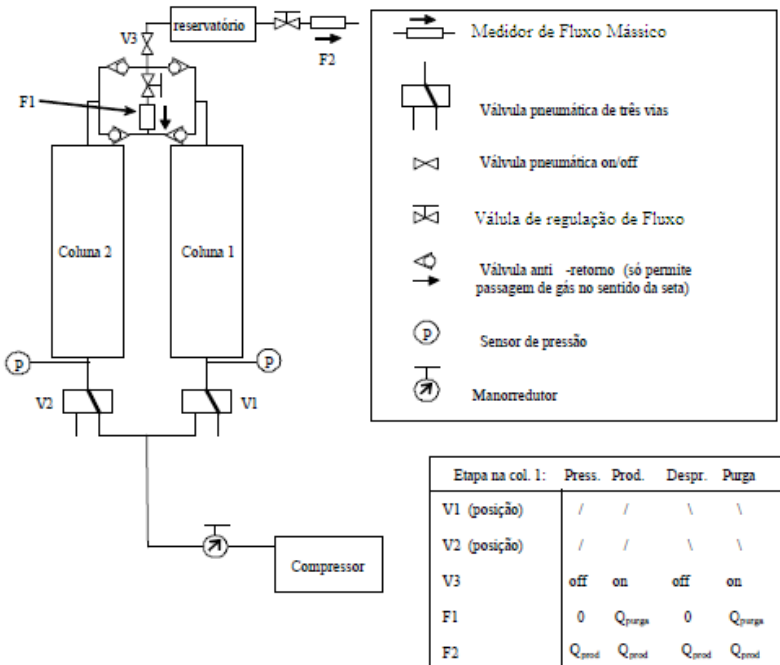 reservatório
V3
F2
F1
Coluna 2
Coluna 1
P
P
V2
V1
Compressor
Medidor de Fluxo Mássico
Válvula pneumática de três vias
Válvula pneumática on/off
Válula de regulação de Fluxo
Válvula anti -retorno (só permite
passagem de gás no sentido da seta)
P
Sensor de pressão
Manorredutor
Etapa na col. 1: Press. Prod. Despr. Purga
V1 (posição) / / \ \
V2 (posição) / / \ \
V3 off on off on
F1 0 Qpurga 0 Qpurga
F2 Qprod Qprod Qprod Qprod